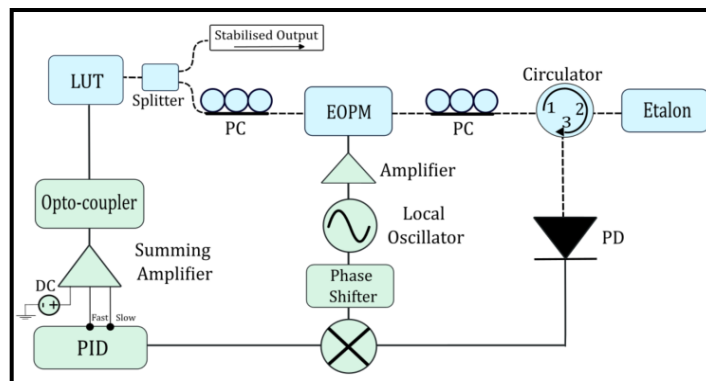 Stabilised Output
LUT
Splitter
PC
EOPM
PC
Circulator
1
2
3
Etalon
Amplifier
Opto-coupler
Local
Oscillator
PD
Summing
Amplifier
Phase
Shifter
DC
- +
Fast
Slow
PID